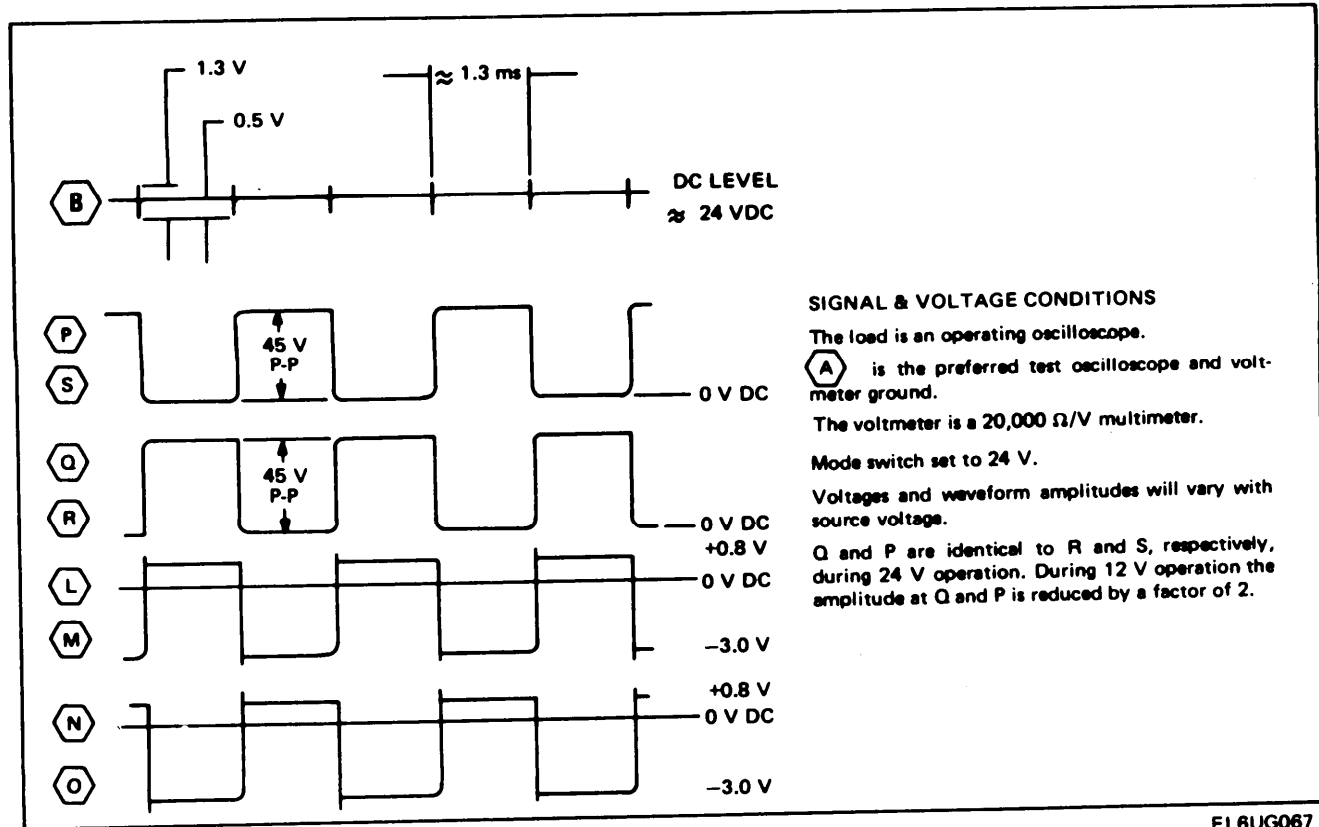 1.3 V
≈ 1.3 ms
0.5 V
B
DC LEVEL
≈ 24 VDC
P
S
45 V
P-P
0 V DC
Q
R
45 V
P-P
0 V DC
L
M
+0.8 V
0 V DC
−3.0 V
N
O
+0.8 V
0 V DC
−3.0 V
SIGNAL & VOLTAGE CONDITIONS
The load is an operating oscilloscope.
A is the preferred test oscilloscope and volt-
meter ground.
The voltmeter is a 20,000 Ω/V multimeter.
Mode switch set to 24 V.
Voltages and waveform amplitudes will vary with
source voltage.
Q and P are identical to R and S, respectively,
during 24 V operation. During 12 V operation the
amplitude at Q and P is reduced by a factor of 2.
EL6UG067